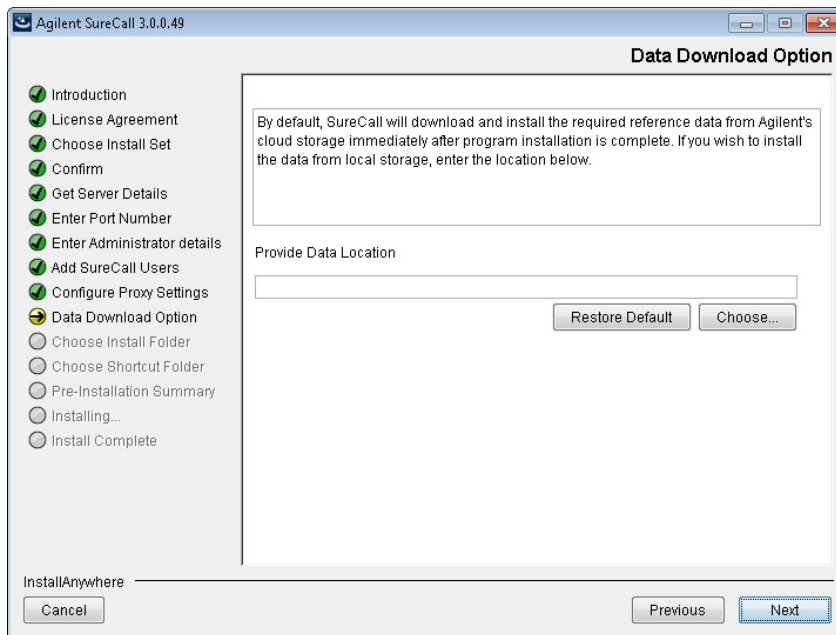 Agilent SureCall 3.0.0.49
Data Download Option
Introduction
License Agreement
Choose Install Set
Confirm
Get Server Details
Enter Port Number
Enter Administrator details
Add SureCall Users
Configure Proxy Settings
Data Download Option
Choose Install Folder
Choose Shortcut Folder
Pre-Installation Summary
Installing...
Install Complete
By default, SureCall will download and install the required reference data from Agilent's
cloud storage immediately after program installation is complete. If you wish to install
the data from local storage, enter the location below.
Provide Data Location
Restore Default
Choose...
InstallAnywhere
Cancel
Previous
Next